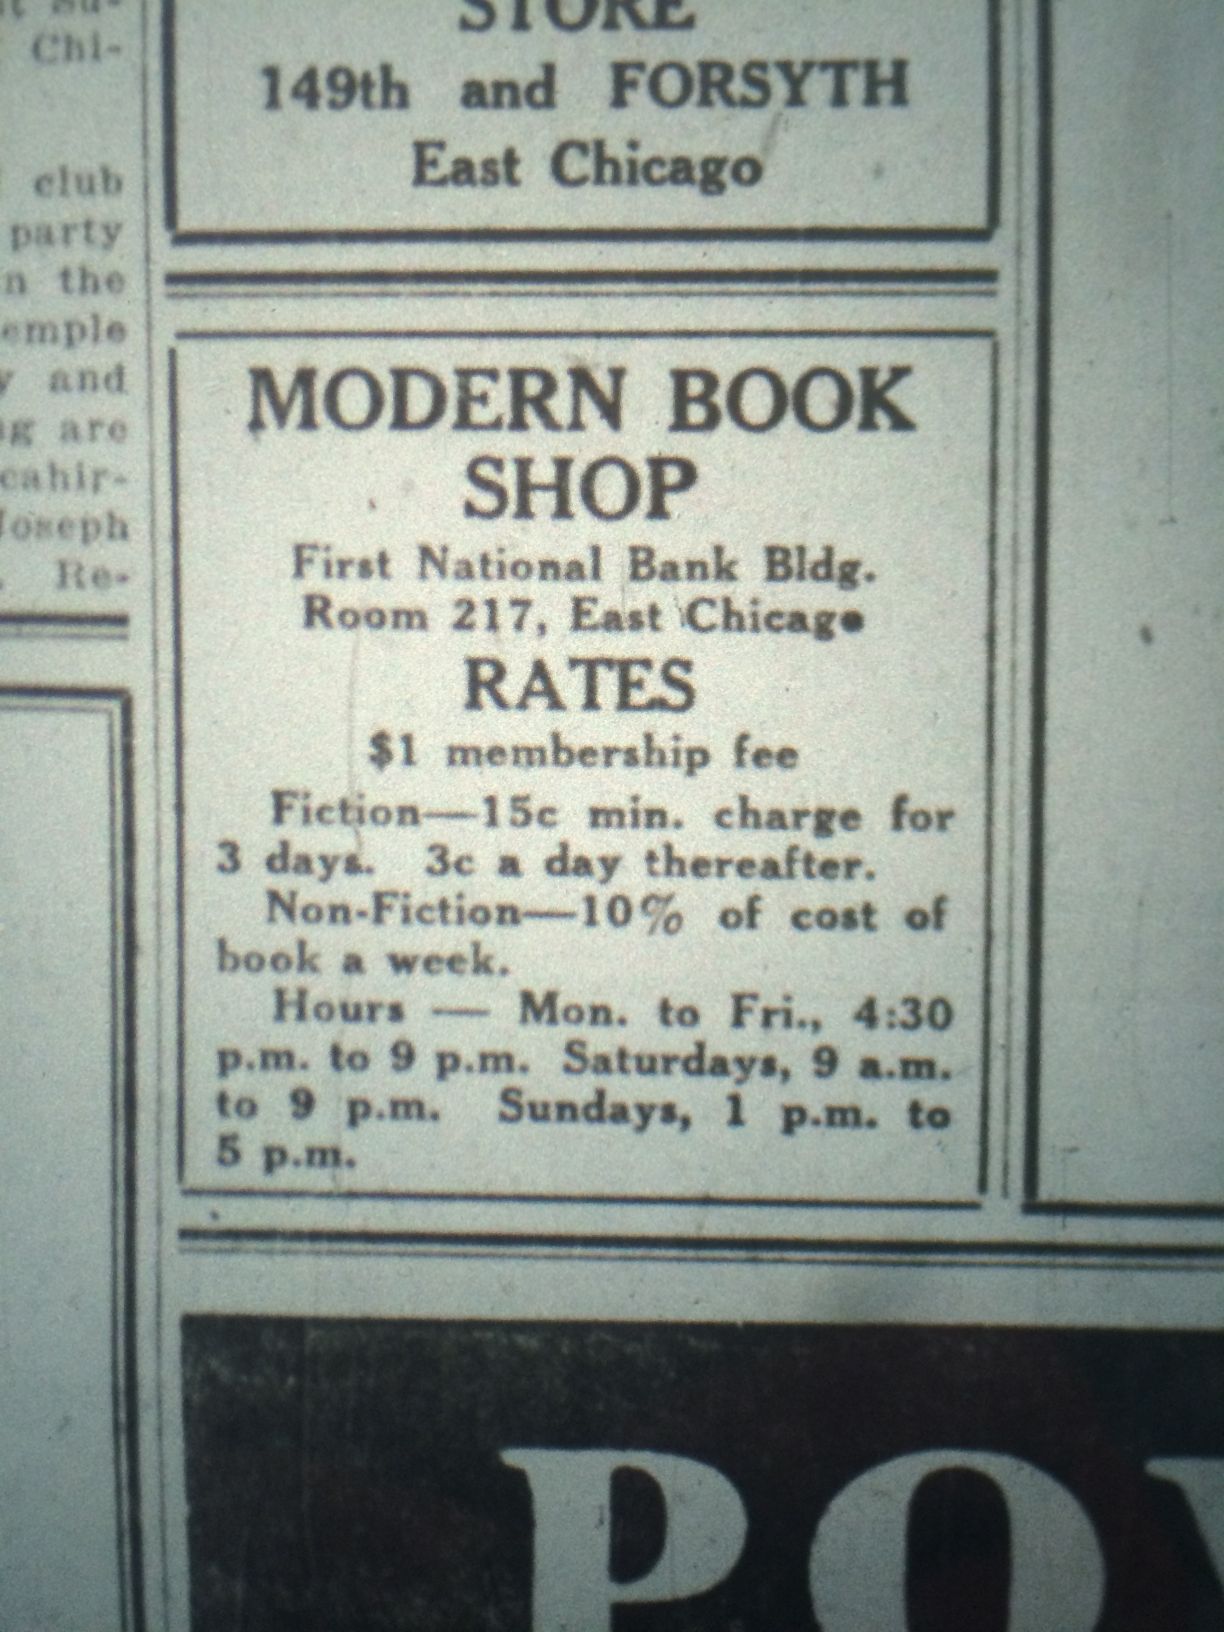 Chi-
club
party
the
and
are
Joseph
Re-
STORE
149th and FORSYTH
East Chicago
MODERN BOOK
SHOP
First National Bank Bldg.
Room 217, East Chicago
RATES
$1 membership fee
Fiction—15c min. charge for
3 days. 3c a day thereafter.
Non-Fiction—10% of cost of
book a week.
Hours — Mon. to Fri., 4:30
p.m. to 9 p.m. Saturdays, 9 a.m.
to 9 p.m. Sundays, 1 p.m. to
5 p.m.